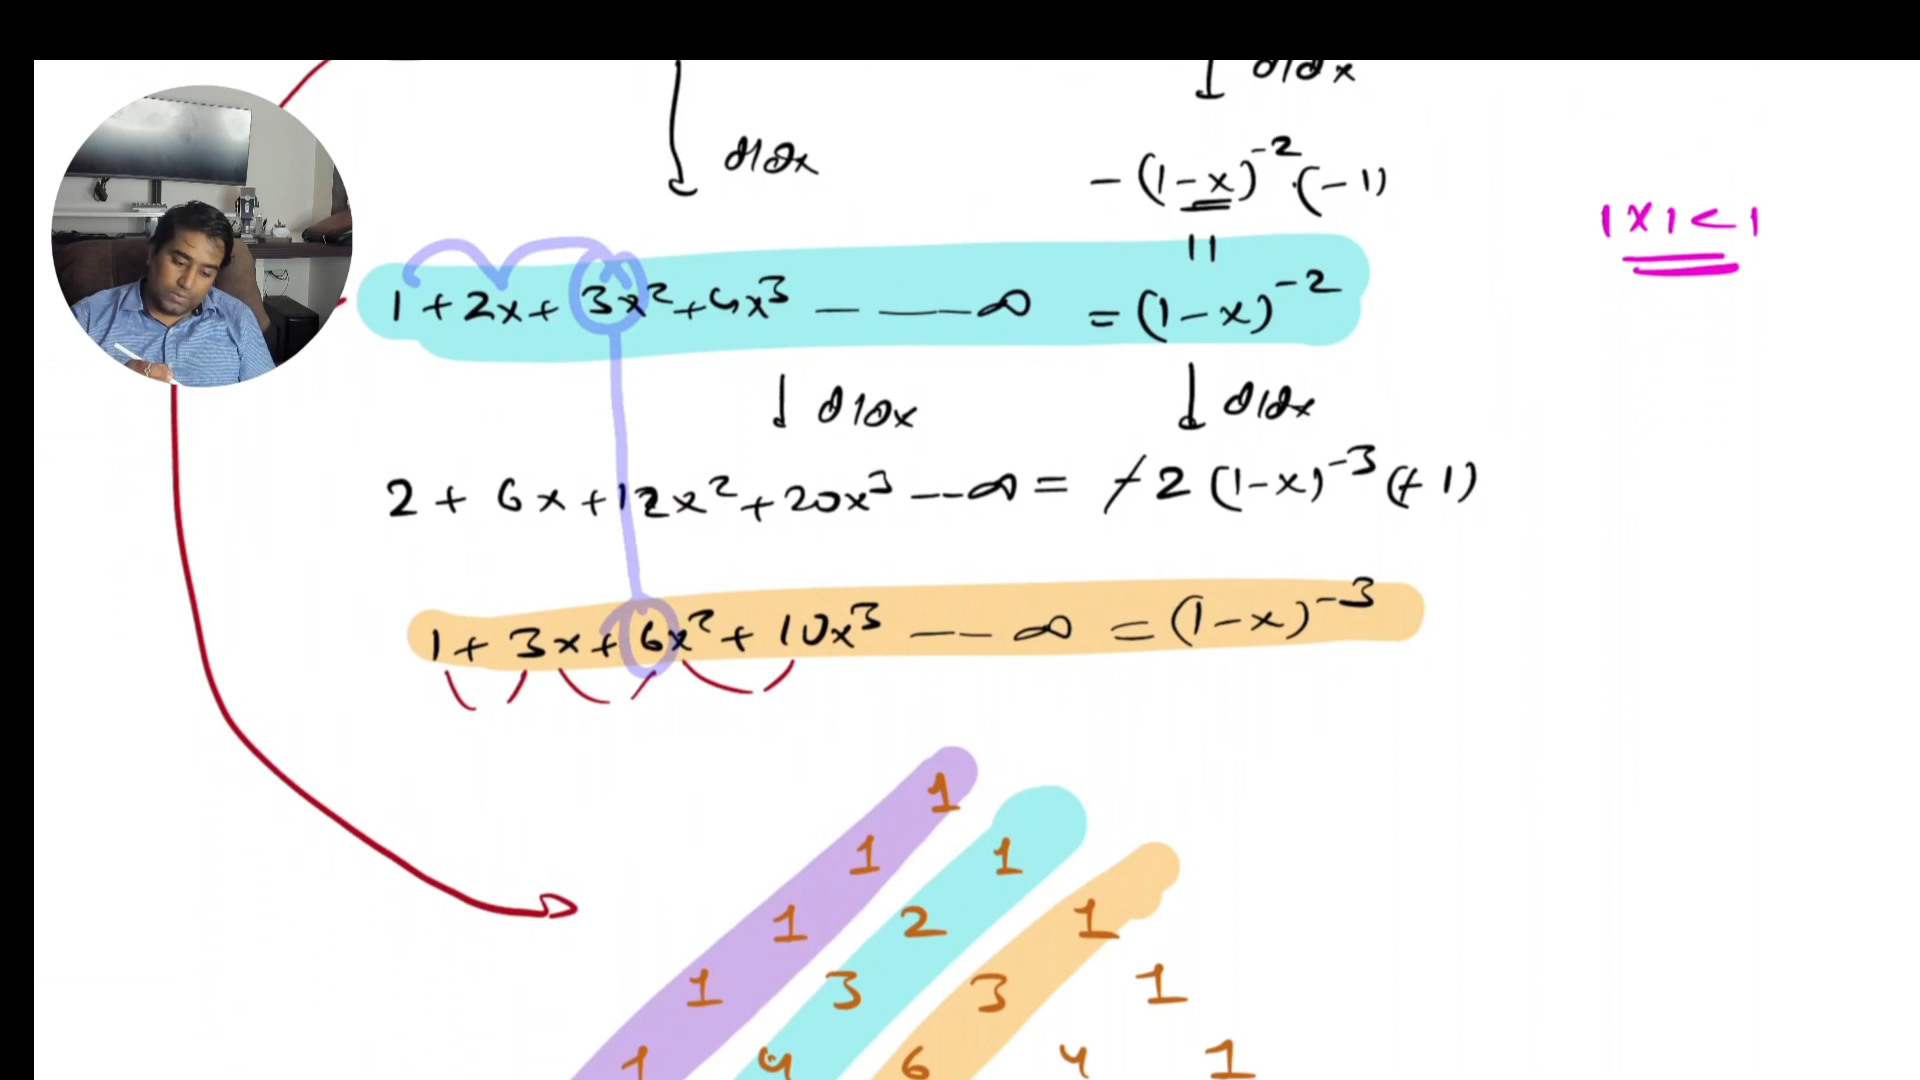 d/dx
d/dx
-(1-x)^-2·(-1)
|x|<1
||
1+2x+3x²+4x³ — — — ∞ = (1-x)^-2
d/dx d/dx
2+6x+12x²+20x³ --- ∞ = -2(1-x)^-3(-1)
1+3x+6x²+10x³ — — ∞ = (1-x)^-3
1
1 1
1 2 1
1 3 3 1
1 4 6 4 1